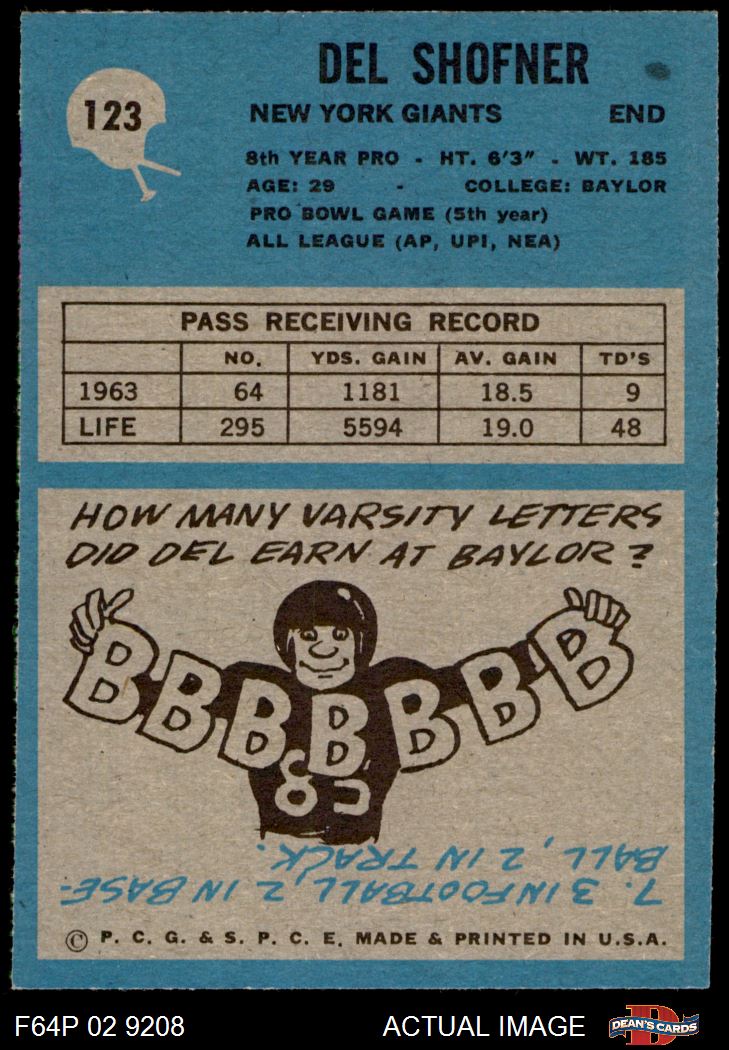 DEL SHOFNER
123
NEW YORK GIANTS END
8th YEAR PRO - HT. 6'3" - WT. 185
AGE: 29 - COLLEGE: BAYLOR
PRO BOWL GAME (5th year)
ALL LEAGUE (AP, UPI, NEA)
PASS RECEIVING RECORD
NO. YDS. GAIN AV. GAIN TD'S
1963 64 1181 18.5 9
LIFE 295 5594 19.0 48
HOW MANY VARSITY LETTERS
DID DEL EARN AT BAYLOR?
B B B B B B B
85
7. 3 IN FOOTBALL, 2 IN BASE-
BALL, 2 IN TRACK.
© P. C. G. & S. P. C. E. MADE & PRINTED IN U.S.A.
F64P 02 9208 ACTUAL IMAGE D DEAN'S CARDS